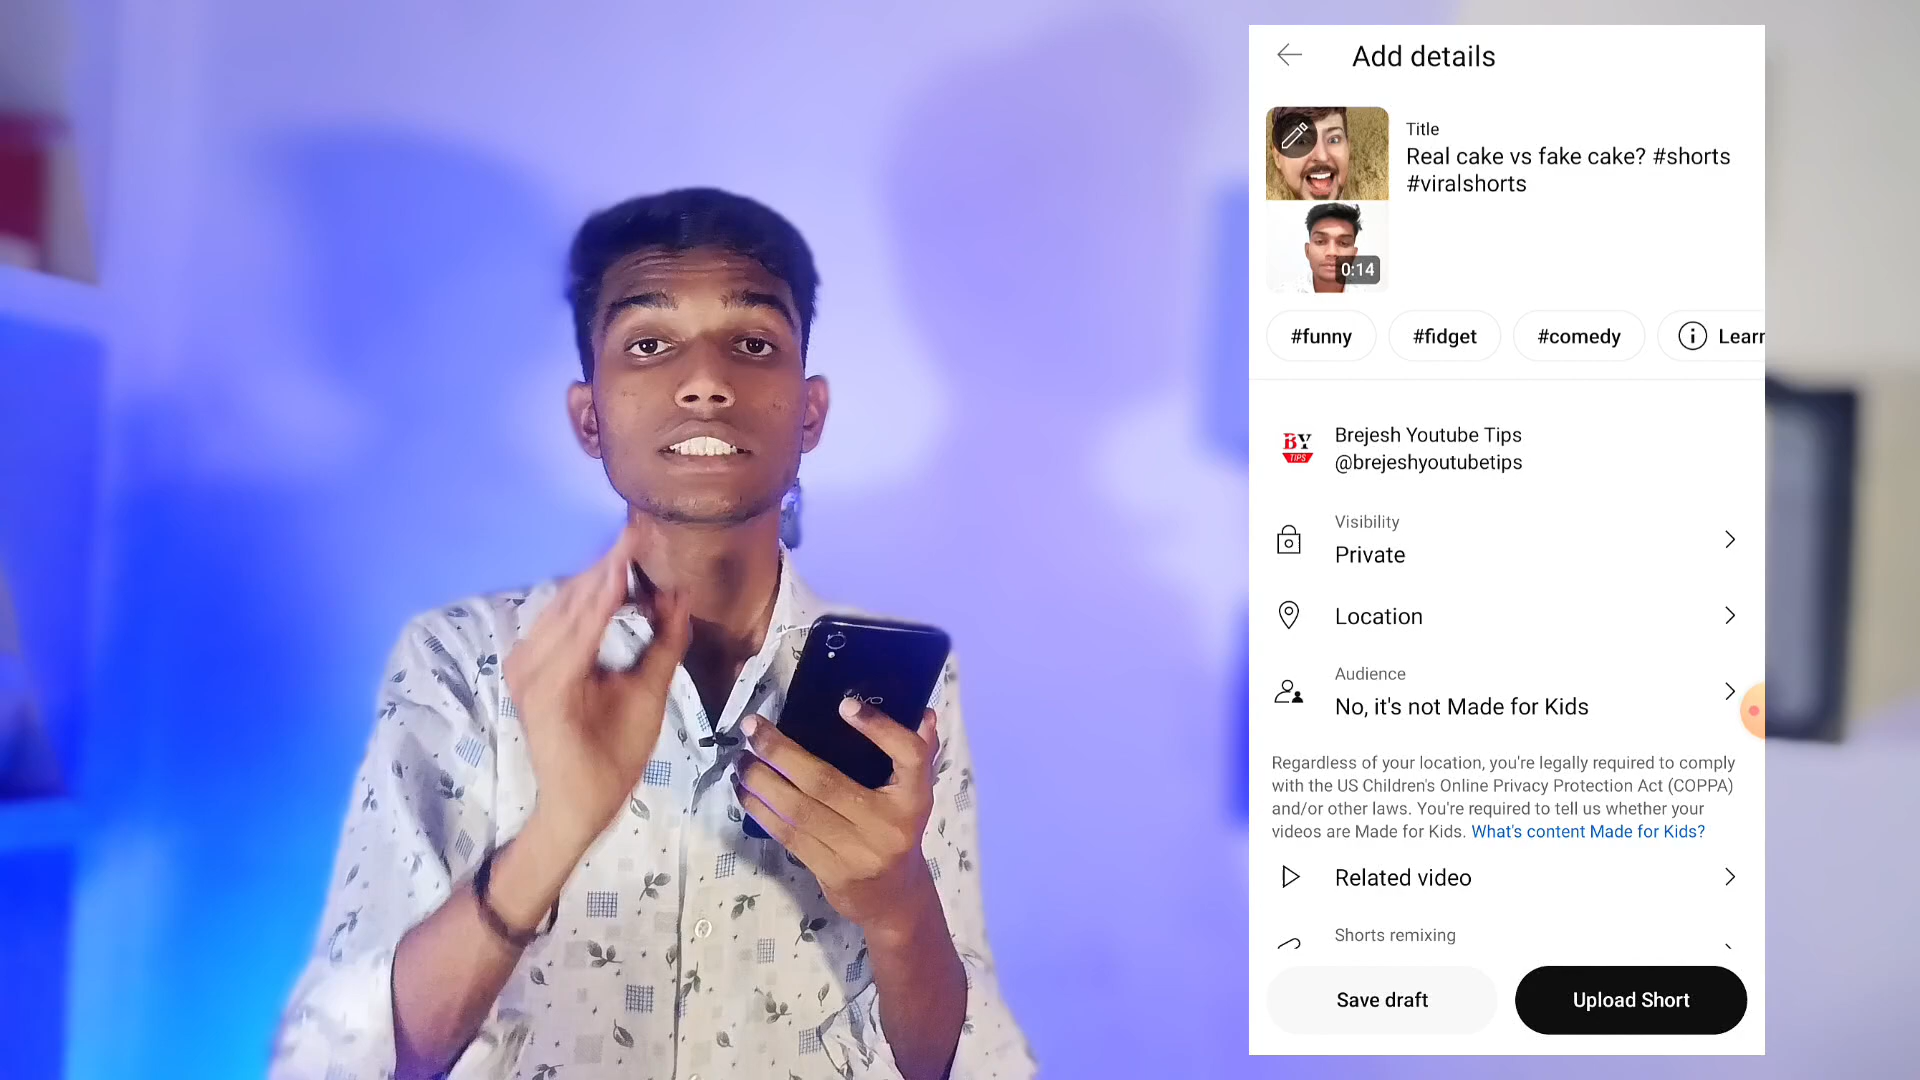 Add details
Title
Real cake vs fake cake? #shorts
#viralshorts
0:14
#funny
#fidget
#comedy
Lear
BY
TIPS
Brejesh Youtube Tips
@brejeshyoutubetips
Visibility
Private
Location
Audience
No, it's not Made for Kids
Regardless of your location, you're legally required to comply
with the US Children's Online Privacy Protection Act (COPPA)
and/or other laws. You're required to tell us whether your
videos are Made for Kids. What's content Made for Kids?
Related video
Shorts remixing
Save draft
Upload Short
vivo